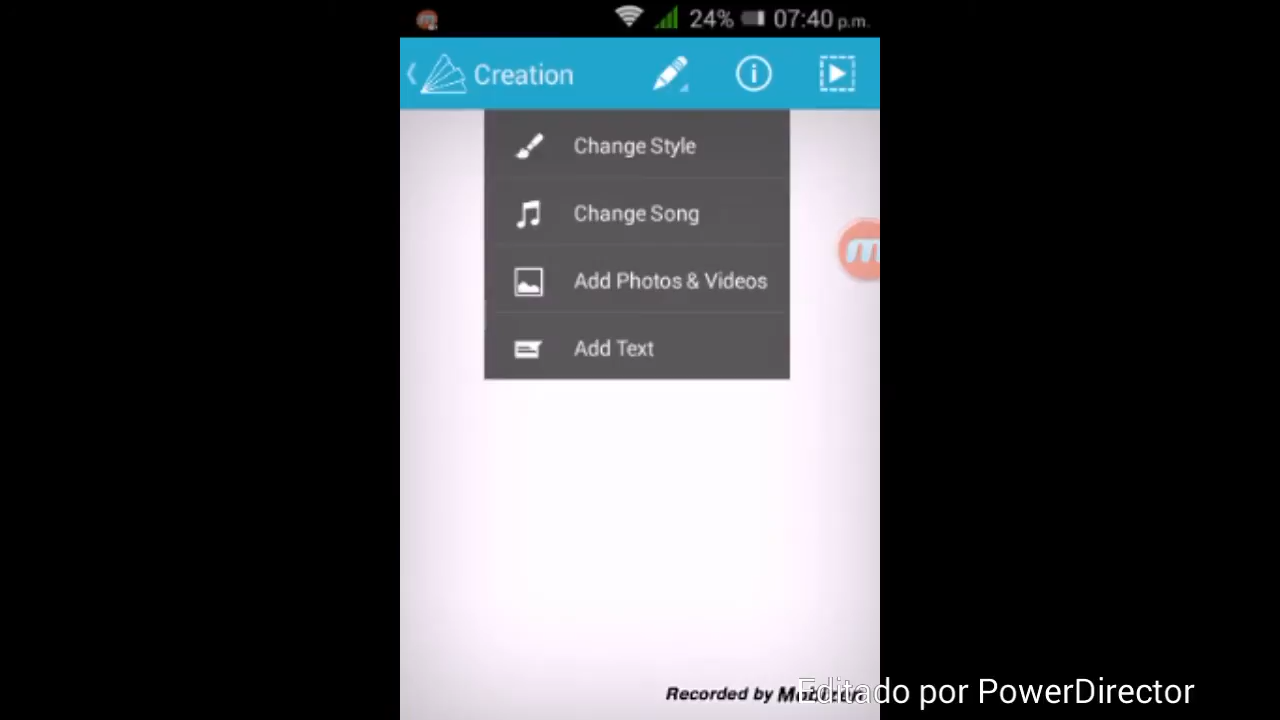 24% 07:40 p.m.
Creation
Change Style
Change Song
Add Photos & Videos
Add Text
Recorded by
Editado por PowerDirector